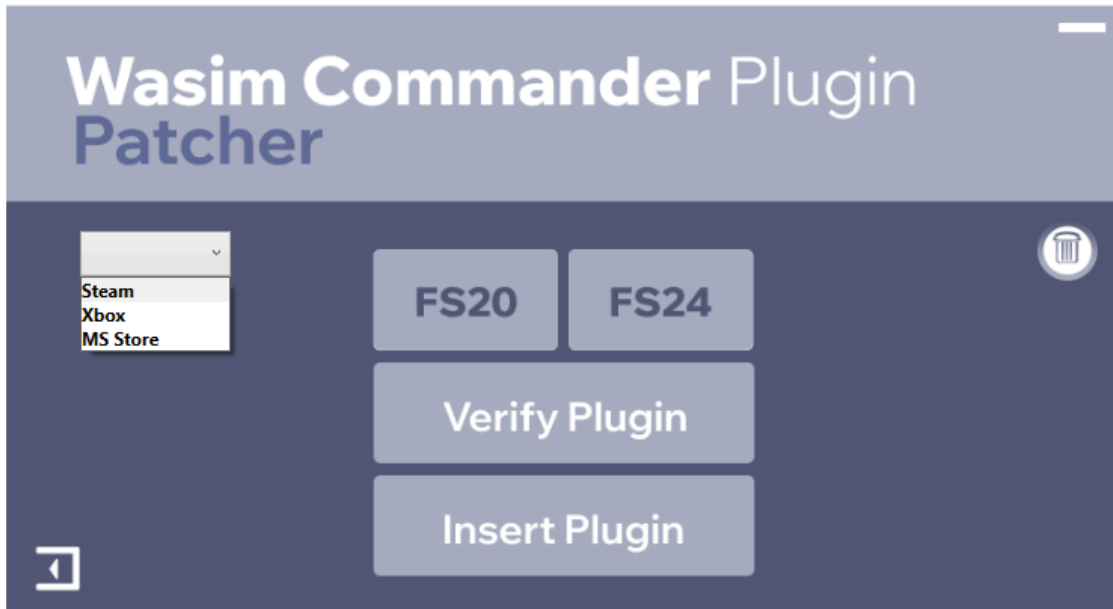 Wasim Commander Plugin
Patcher
Steam
Xbox
MS Store
FS20
FS24
Verify Plugin
Insert Plugin